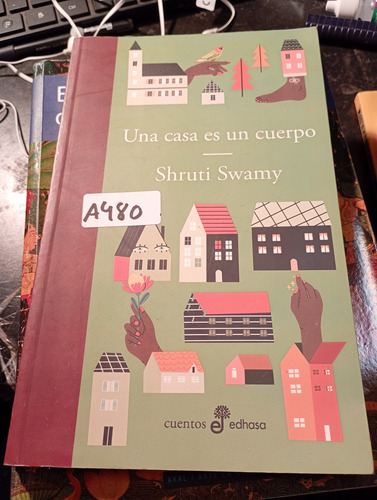 Una casa es un cuerpo
Shruti Swamy
A480
cuentos edhasa